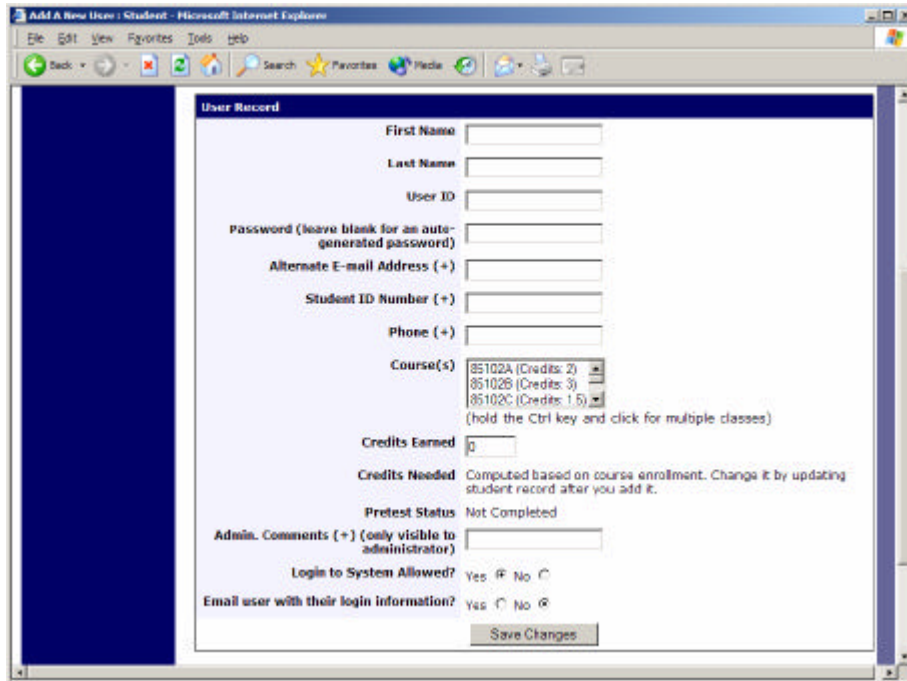 Add A New User : Student - Microsoft Internet Explorer
File Edit View Favorites Tools Help
Back Search Favorites Media
User Record
First Name
Last Name
User ID
Password (leave blank for an auto-
generated password)
Alternate E-mail Address (+)
Student ID Number (+)
Phone (+)
Course(s)
85102A (Credits: 2)
85102B (Credits: 3)
85102C (Credits: 1.5)
(hold the Ctrl key and click for multiple classes)
Credits Earned 0
Credits Needed Computed based on course enrollment. Change it by updating
student record after you add it.
Pretest Status Not Completed
Admin. Comments (+) (only visible to
administrator)
Login to System Allowed? Yes No
Email user with their login information? Yes No
Save Changes